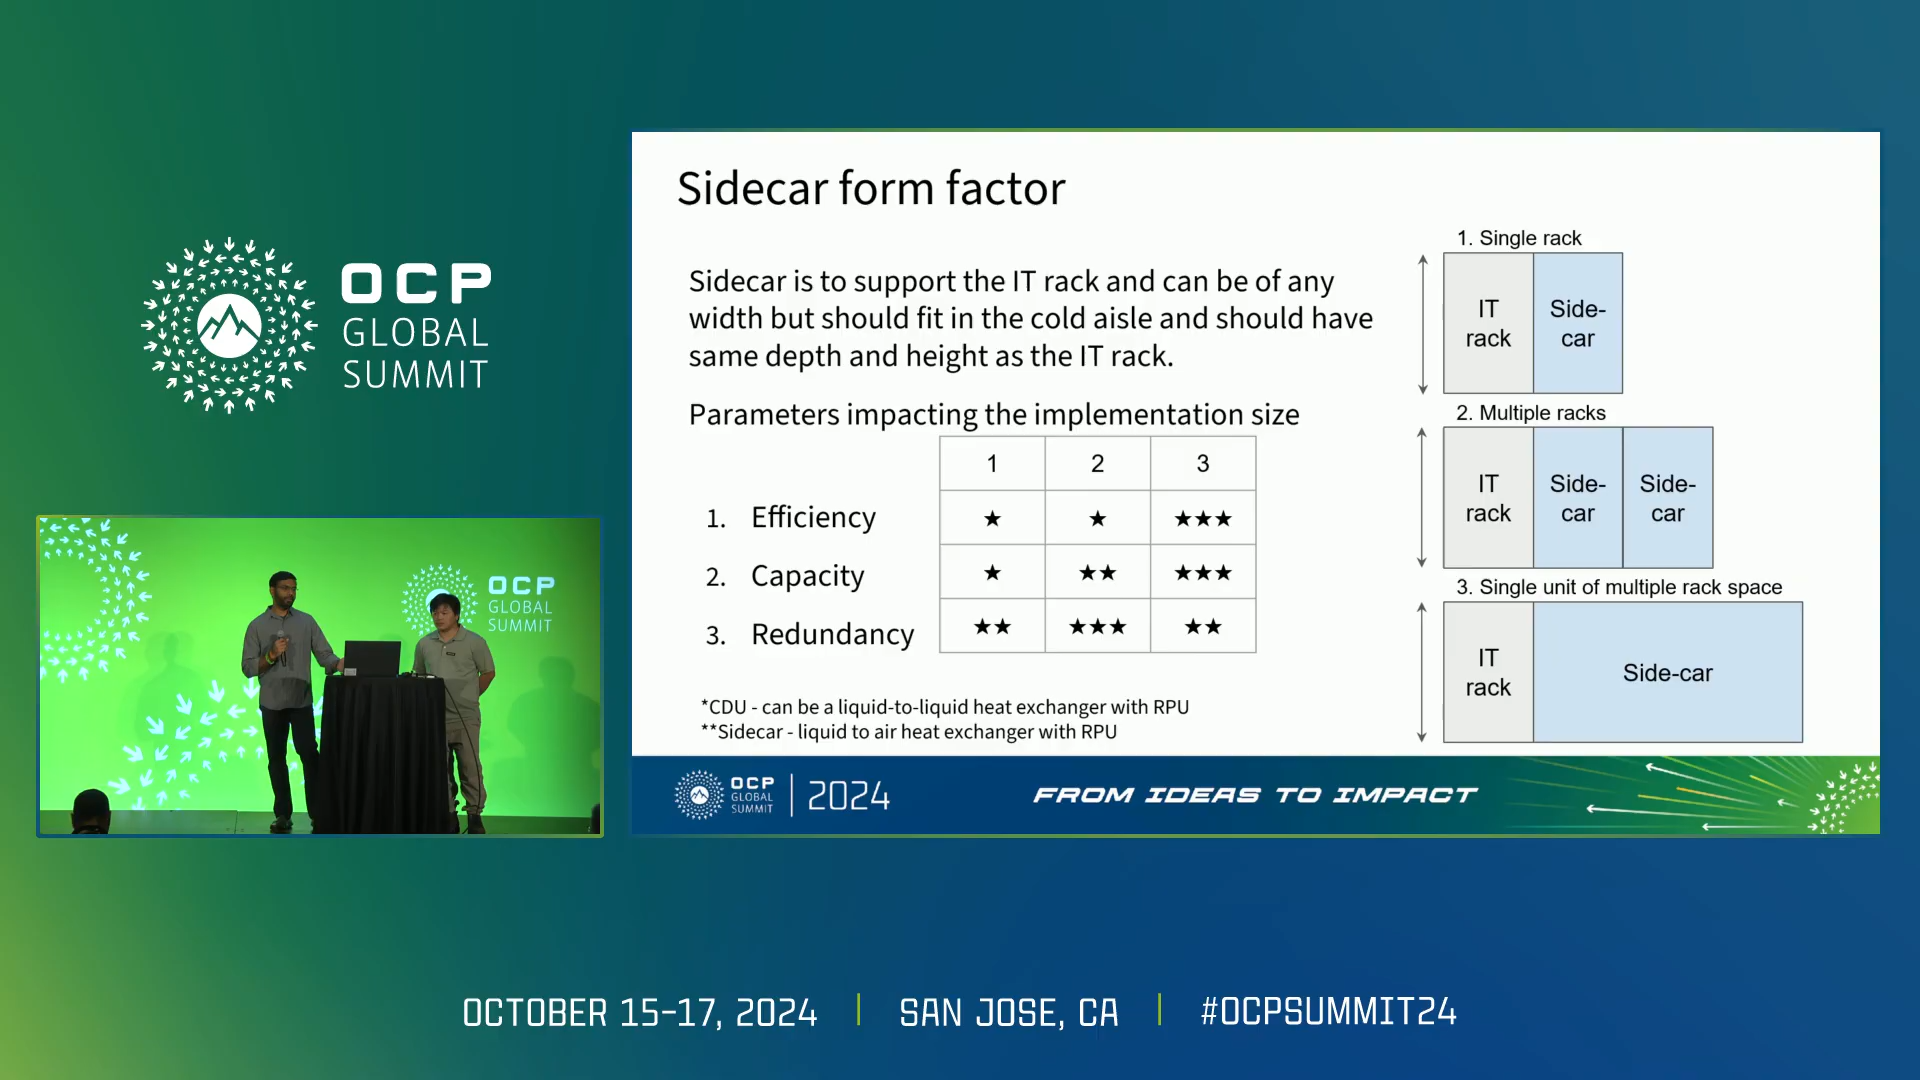 OCP
GLOBAL
SUMMIT
OCP
GLOBAL
SUMMIT
Sidecar form factor
Sidecar is to support the IT rack and can be of any
width but should fit in the cold aisle and should have
same depth and height as the IT rack.
Parameters impacting the implementation size
1 2 3
1. Efficiency ★ ★ ★★★
2. Capacity ★ ★★ ★★★
3. Redundancy ★★ ★★★ ★★
*CDU - can be a liquid-to-liquid heat exchanger with RPU
**Sidecar - liquid to air heat exchanger with RPU
1. Single rack
IT
rack
Side-
car
2. Multiple racks
IT
rack
Side-
car
Side-
car
3. Single unit of multiple rack space
IT
rack
Side-car
OCP
GLOBAL
SUMMIT
2024
FROM IDEAS TO IMPACT
OCTOBER 15-17, 2024 | SAN JOSE, CA | #OCPSUMMIT24